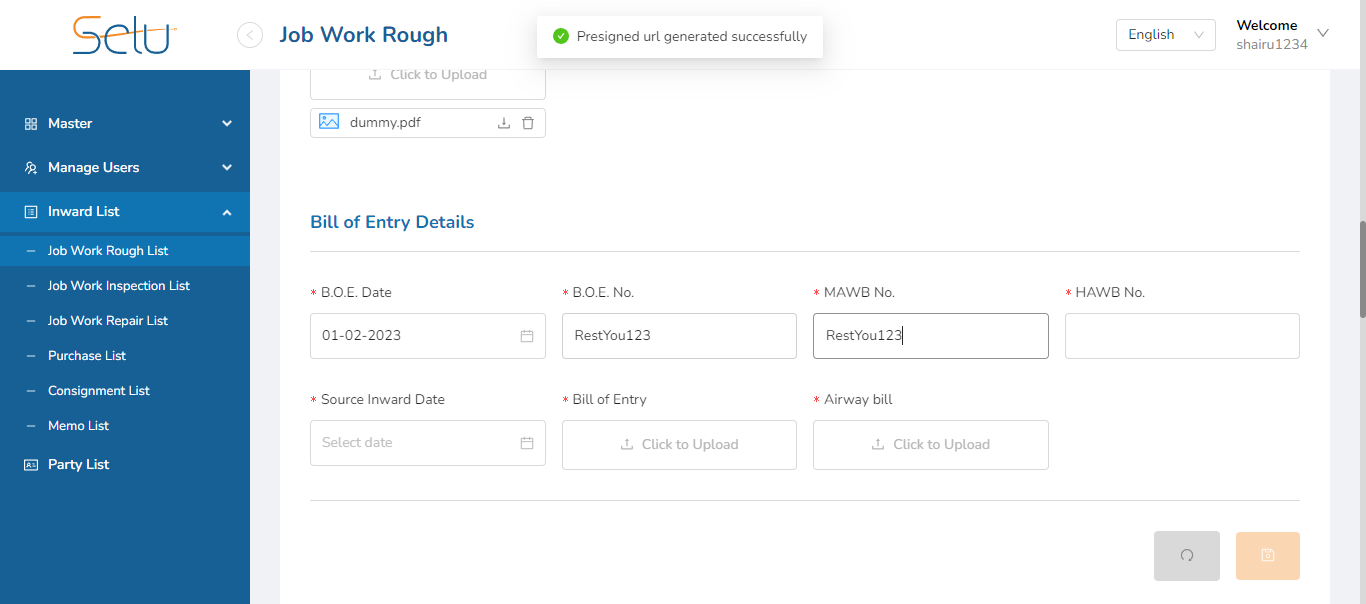 Selu
Job Work Rough
Presigned url generated successfully
English
Welcome
shairu1234
Master
Manage Users
Inward List
Job Work Rough List
Job Work Inspection List
Job Work Repair List
Purchase List
Consignment List
Memo List
Party List
Click to Upload
dummy.pdf
Bill of Entry Details
* B.O.E. Date
* B.O.E. No.
* MAWB No.
* HAWB No.
01-02-2023
RestYou123
RestYou123
* Source Inward Date
* Bill of Entry
* Airway bill
Select date
Click to Upload
Click to Upload